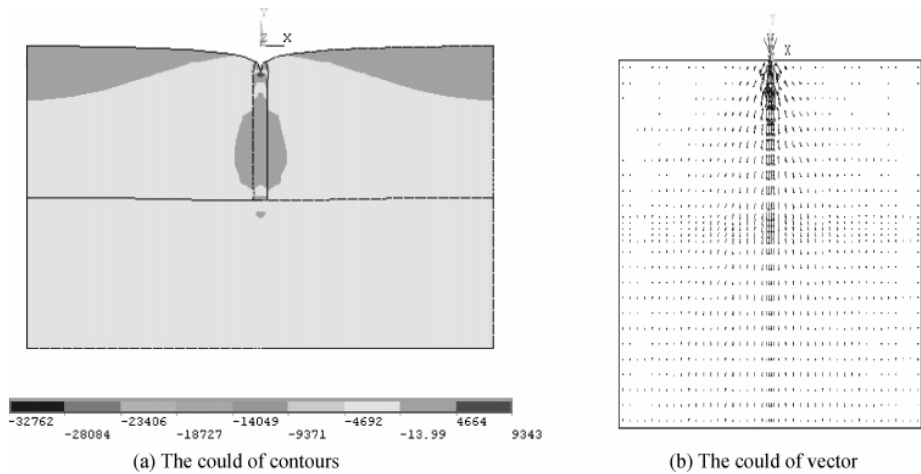 Y
Z X
X
-32762 -23406 -14049 -4692 4664
-28084 -18727 -9371 -13.99 9343
(a) The could of contours
(b) The could of vector